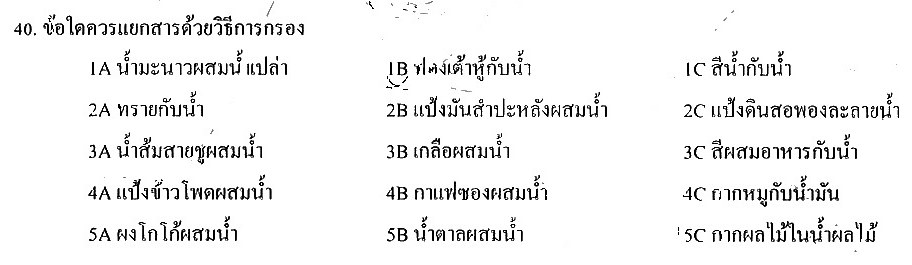 40. ข้อใดควรแยกสารด้วยวิธีการกรอง
1A น้ำมะนาวผสมน้ำเปล่า 1B ฟองเต้าหู้กับน้ำ 1C สีน้ำกับน้ำ
2A ทรายกับน้ำ 2B แป้งมันสำปะหลังผสมน้ำ 2C แป้งดินสอพองละลายน้ำ
3A น้ำส้มสายชูผสมน้ำ 3B เกลือผสมน้ำ 3C สีผสมอาหารกับน้ำ
4A แป้งข้าวโพดผสมน้ำ 4B กาแฟซองผสมน้ำ 4C กากหมูกับน้ำมัน
5A ผงโกโก้ผสมน้ำ 5B น้ำตาลผสมน้ำ 5C กากผลไม้ในน้ำผลไม้